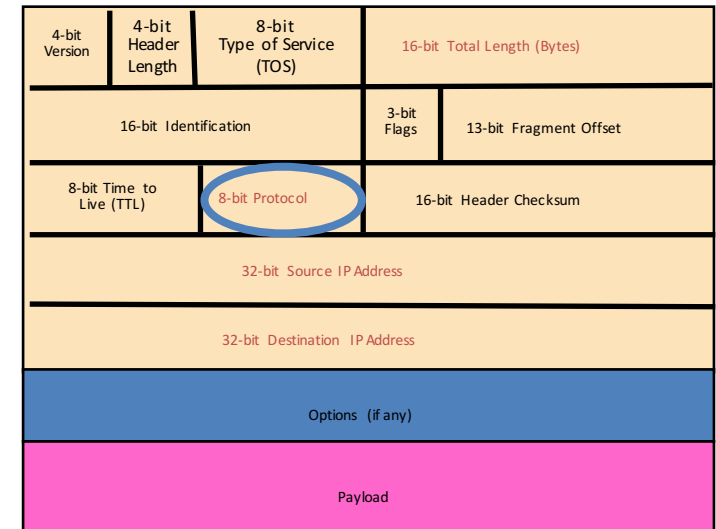 4-bit
Version
4-bit
Header
Length
8-bit
Type of Service
(TOS)
16-bit Total Length (Bytes)
16-bit Identification
3-bit
Flags
13-bit Fragment Offset
8-bit Time to
Live (TTL)
8-bit Protocol
16-bit Header Checksum
32-bit Source IP Address
32-bit Destination IP Address
Options (if any)
Payload